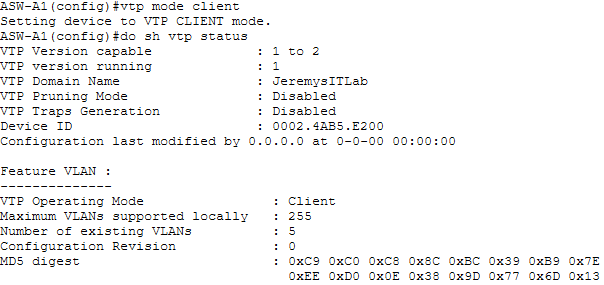 ASW-A1(config)#vtp mode client
Setting device to VTP CLIENT mode.
ASW-A1(config)#do sh vtp status
VTP Version capable : 1 to 2
VTP version running : 1
VTP Domain Name : JeremysITLab
VTP Pruning Mode : Disabled
VTP Traps Generation : Disabled
Device ID : 0002.4AB5.E200
Configuration last modified by 0.0.0.0 at 0-0-00 00:00:00
Feature VLAN :
--------------
VTP Operating Mode : Client
Maximum VLANs supported locally : 255
Number of existing VLANs : 5
Configuration Revision : 0
MD5 digest : 0xC9 0xC0 0xC8 0x8C 0xBC 0x39 0xB9 0x7E
0xEE 0xD0 0x0E 0x38 0x9D 0x77 0x6D 0x13